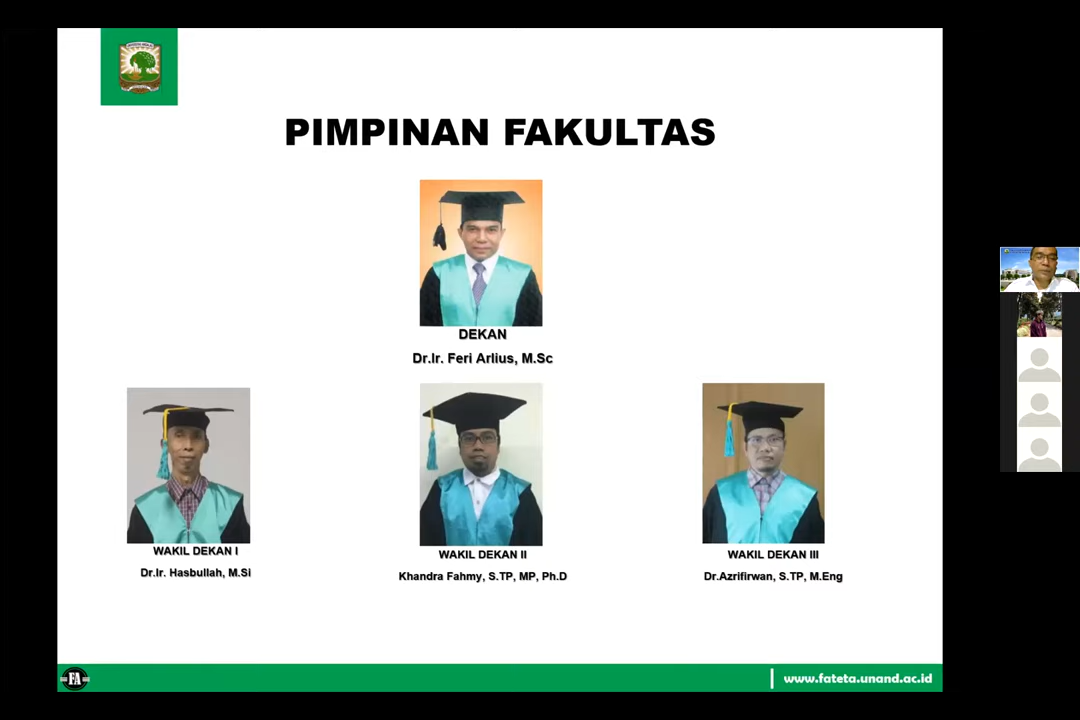 PIMPINAN FAKULTAS
DEKAN
Dr.Ir. Feri Arlius, M.Sc
WAKIL DEKAN I
Dr.Ir. Hasbullah, M.Si
WAKIL DEKAN II
Khandra Fahmy, S.TP, MP, Ph.D
WAKIL DEKAN III
Dr.Azrifirwan, S.TP, M.Eng
FA
www.fateta.unand.ac.id